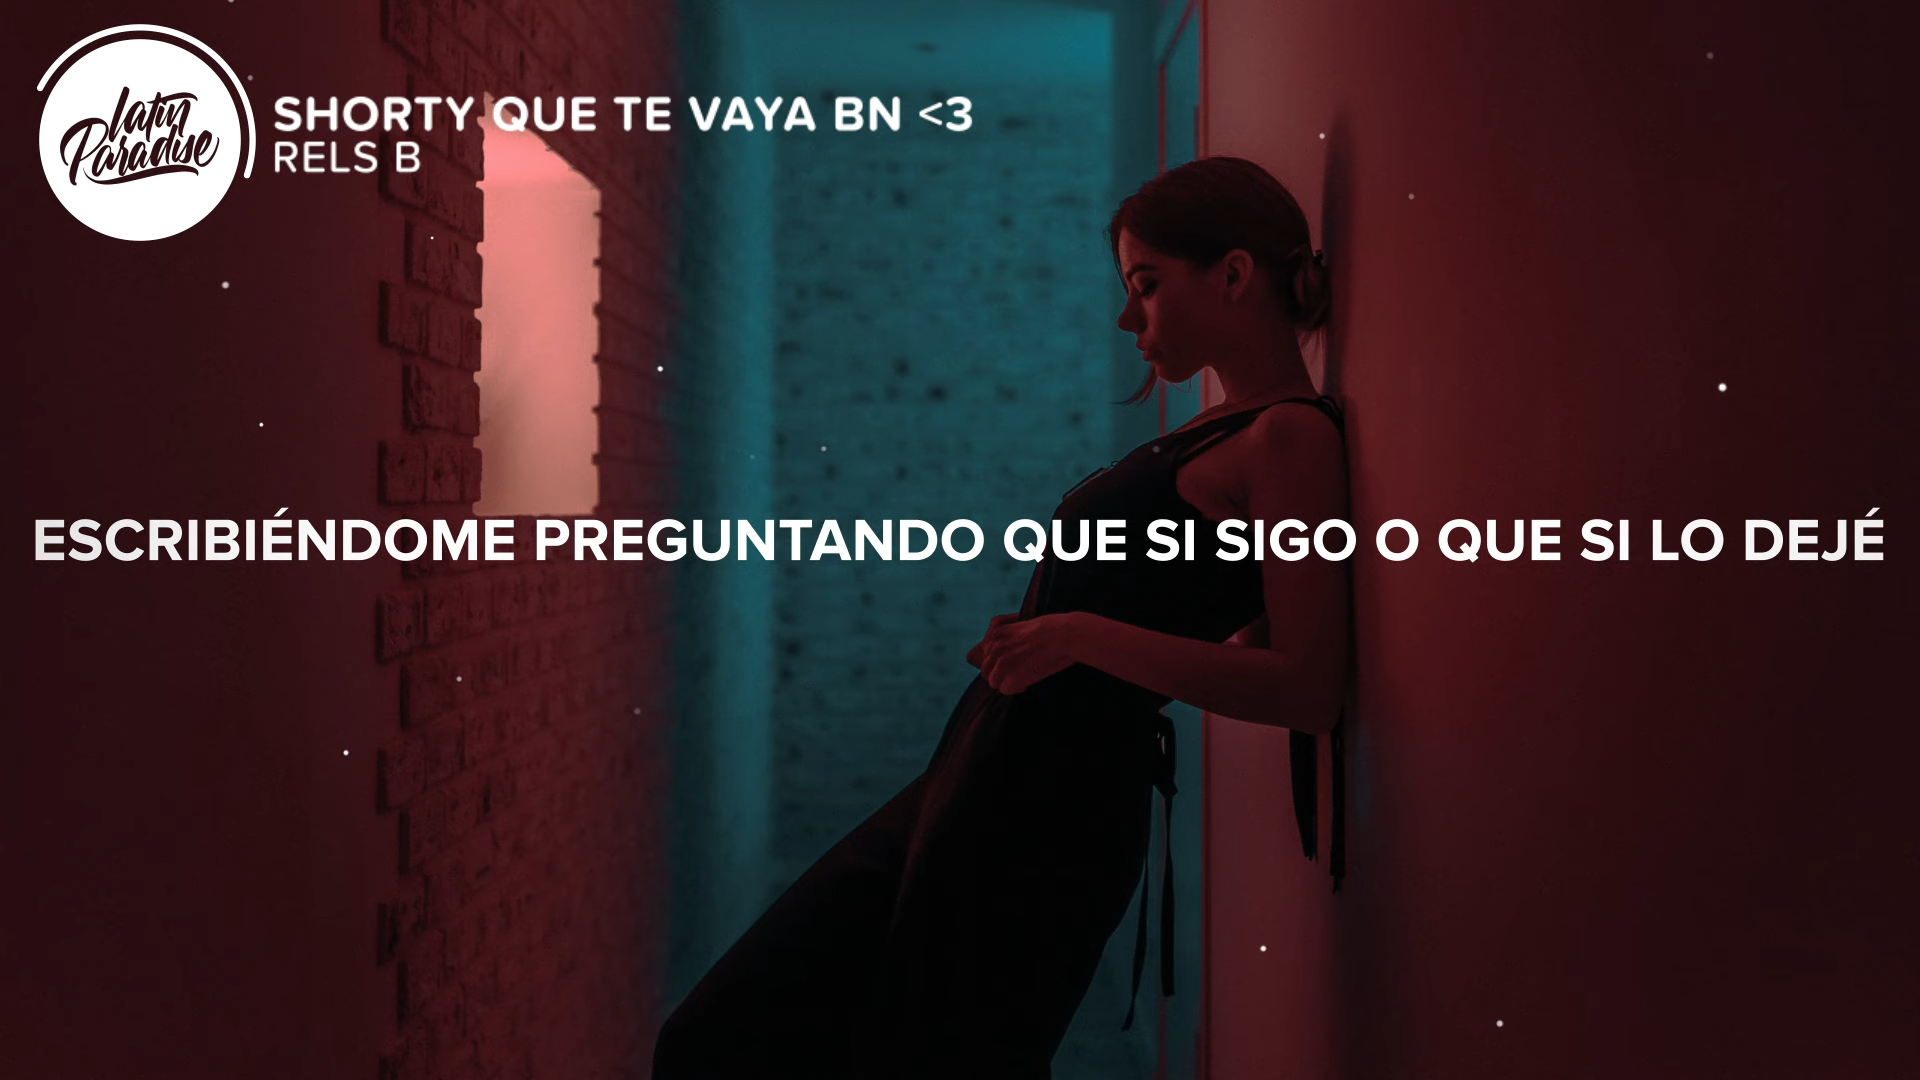 latin
Paradise
SHORTY QUE TE VAYA BN <3
RELS B
ESCRIBIÉNDOME PREGUNTANDO QUE SI SIGO O QUE SI LO DEJÉ